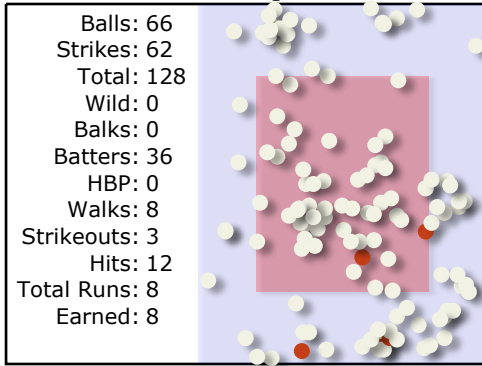 Balls: 66
Strikes: 62
Total: 128
Wild: 0
Balks: 0
Batters: 36
HBP: 0
Walks: 8
Strikeouts: 3
Hits: 12
Total Runs: 8
Earned: 8